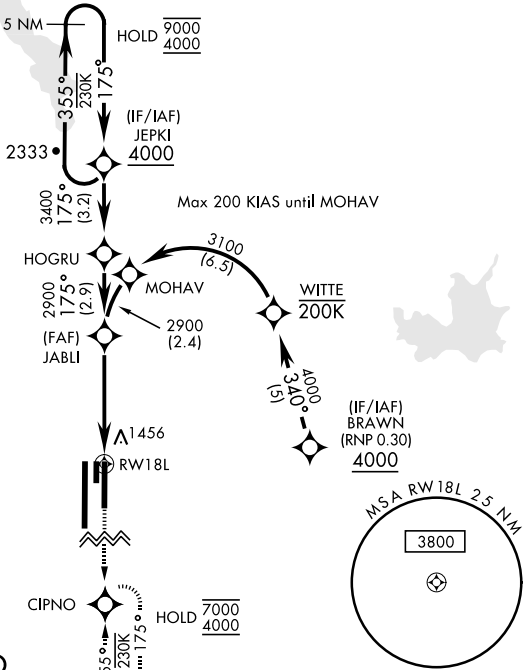 5 NM
HOLD 9000
4000
355°
230K
175°
(IF/IAF)
JEPKI
4000
2333
3400
175°
(3.2)
Max 200 KIAS until MOHAV
HOGRU
3100
(6.5)
MOHAV
WITTE
200K
2900
175°
(2.9)
2900
(2.4)
(FAF)
JABLI
4000
340°
(5)
(IF/IAF)
BRAWN
(RNP 0.30)
4000
1456
RW18L
MSA RW18L 25 NM
3800
CIPNO
HOLD 7000
4000
230K
175°